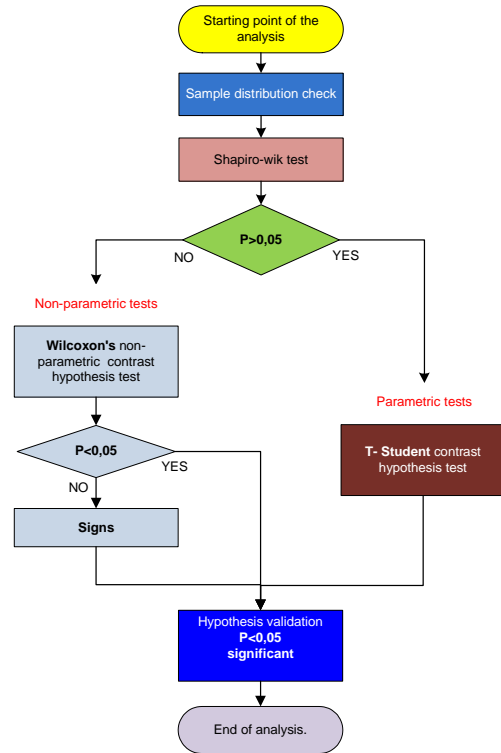 Starting point of the
analysis
Sample distribution check
Shapiro-wik test
P>0,05
NO
YES
Non-parametric tests
Wilcoxon's non-
parametric contrast
hypothesis test
Parametric tests
T- Student contrast
hypothesis test
P<0,05
YES
NO
Signs
Hypothesis validation
P<0,05
significant
End of analysis.